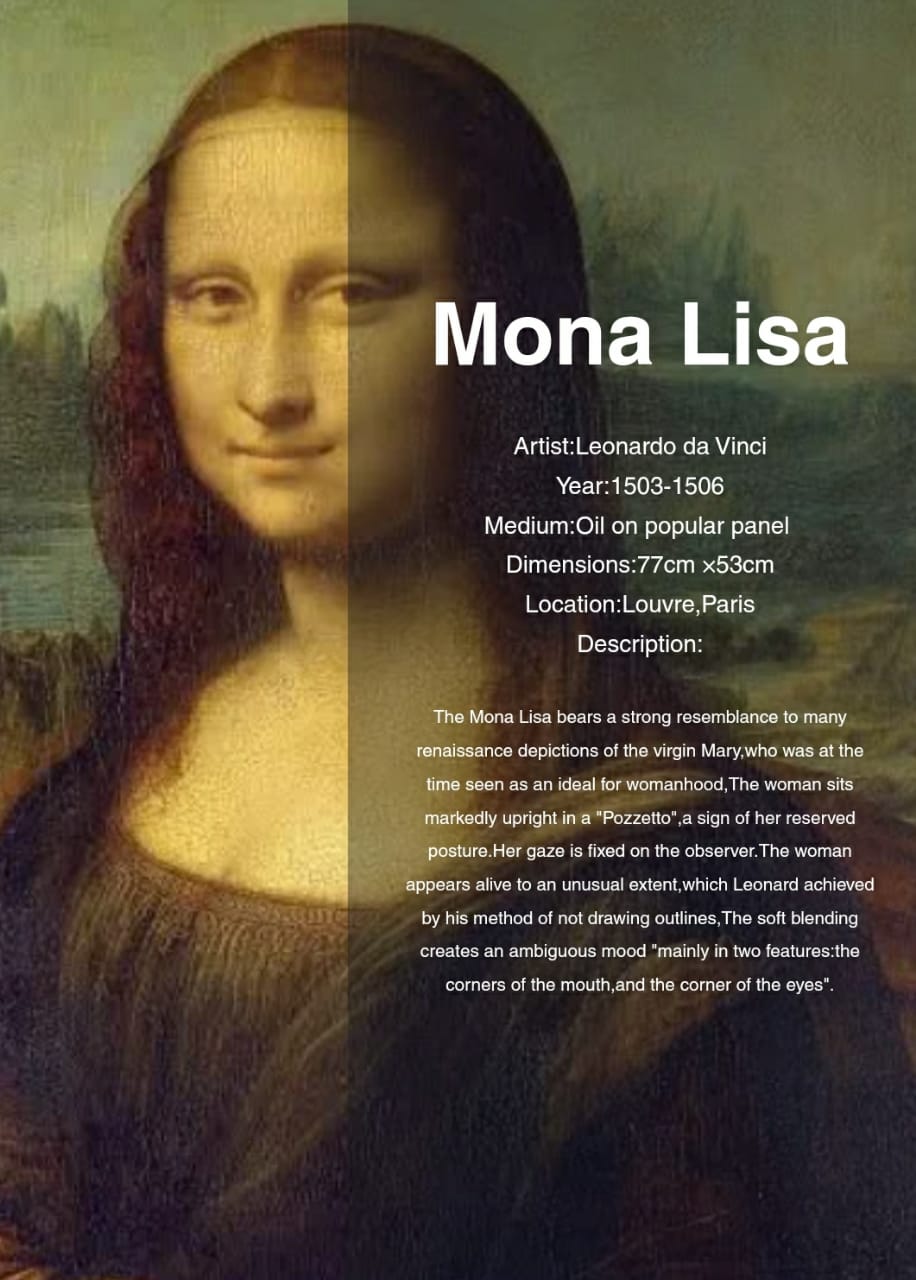 Mona Lisa
Artist:Leonardo da Vinci
Year:1503-1506
Medium:Oil on popular panel
Dimensions:77cm ×53cm
Location:Louvre,Paris
Description:
The Mona Lisa bears a strong resemblance to many
renaissance depictions of the virgin Mary,who was at the
time seen as an ideal for womanhood,The woman sits
markedly upright in a "Pozzetto",a sign of her reserved
posture.Her gaze is fixed on the observer.The woman
appears alive to an unusual extent,which Leonard achieved
by his method of not drawing outlines,The soft blending
creates an ambiguous mood "mainly in two features:the
corners of the mouth,and the corner of the eyes".